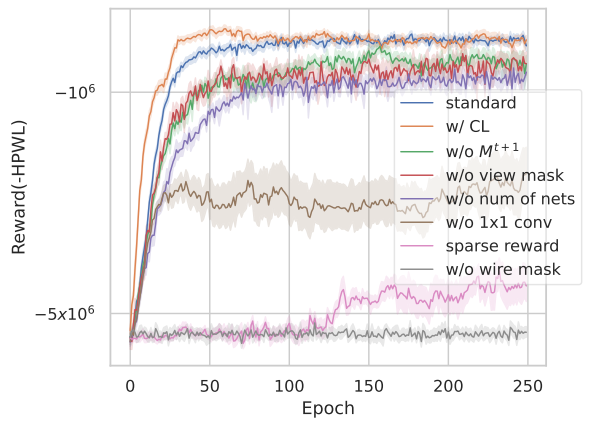 Reward(-HPWL)
−10⁶
−5x10⁶
standard
w/ CL
w/o Mᵗ⁺¹
w/o view mask
w/o num of nets
w/o 1x1 conv
sparse reward
w/o wire mask
0 50 100 150 200 250
Epoch